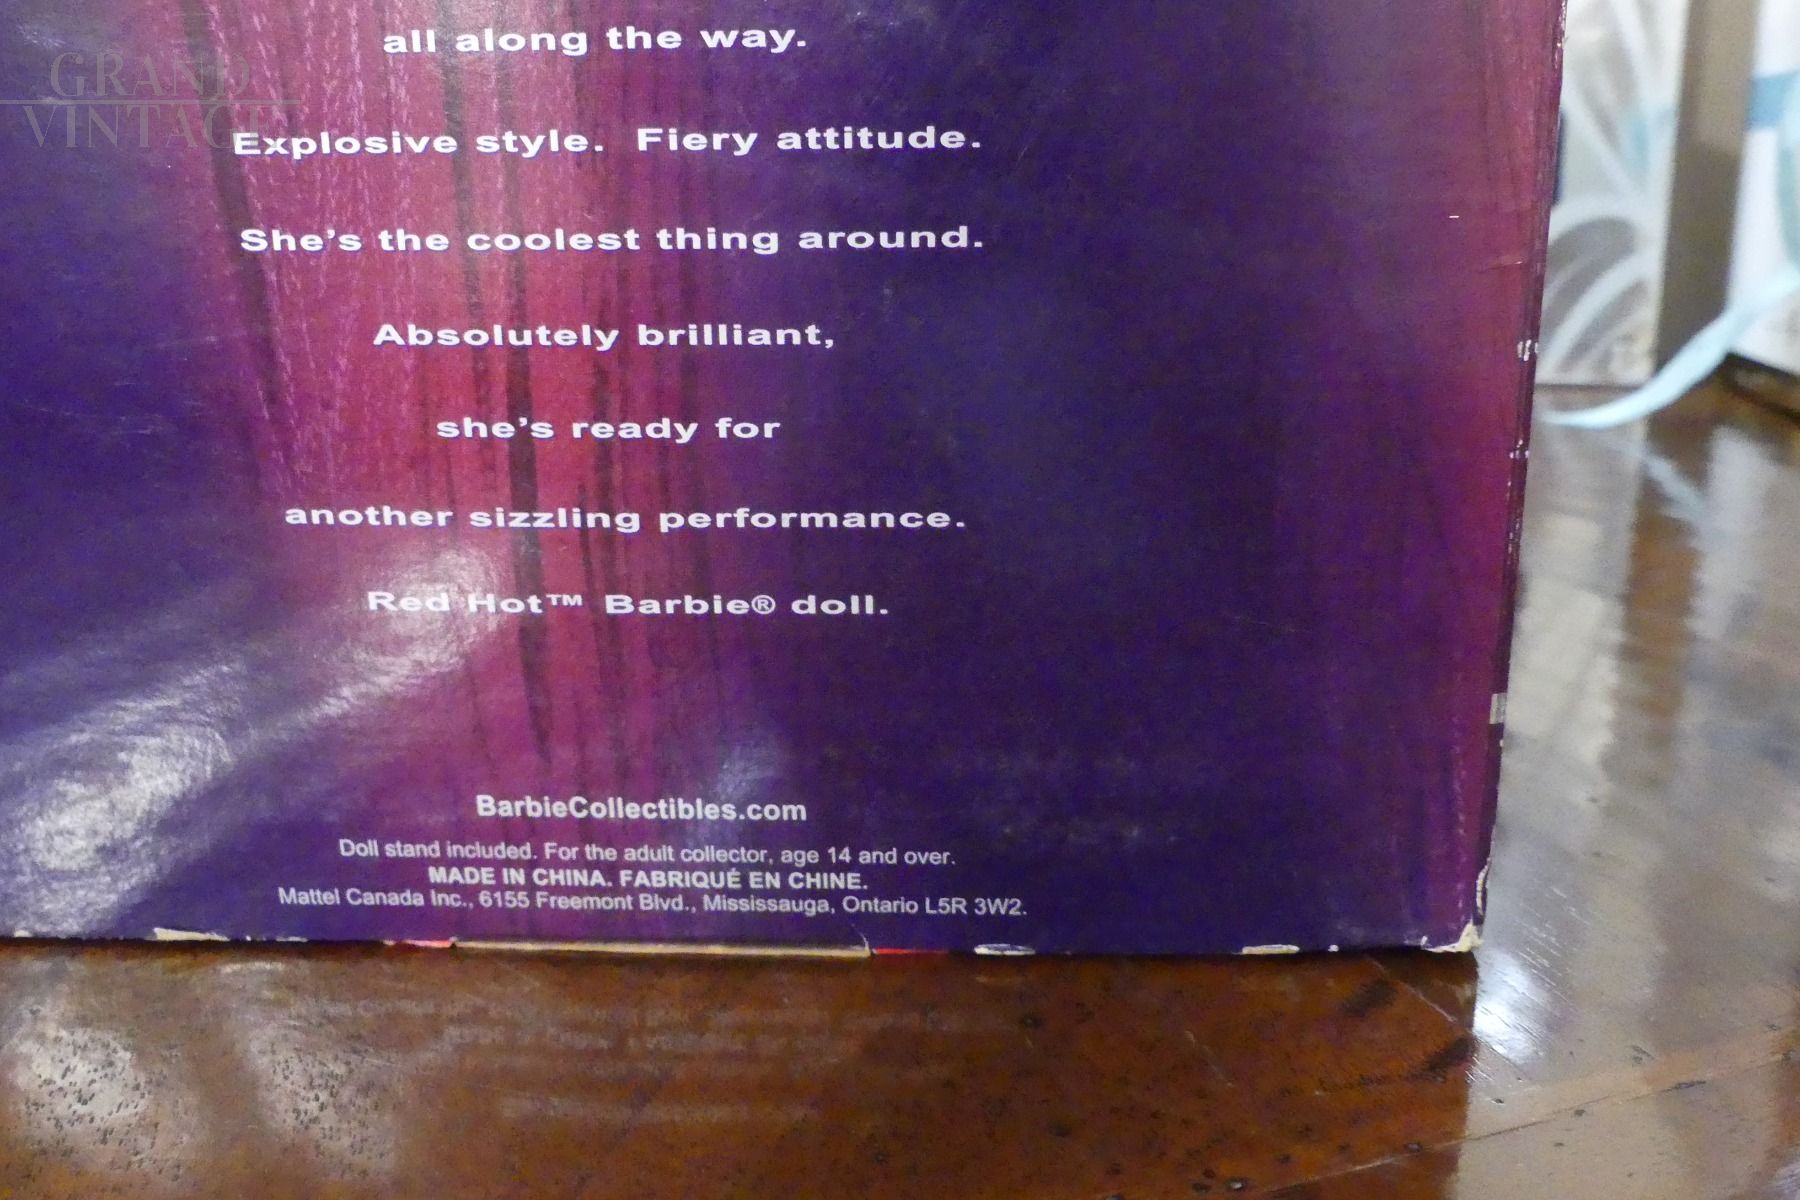 GRAND
VINTAGE
all along the way.
Explosive style. Fiery attitude.
She's the coolest thing around.
Absolutely brilliant,
she's ready for
another sizzling performance.
Red Hot™ Barbie® doll.
BarbieCollectibles.com
Doll stand included. For the adult collector, age 14 and over.
MADE IN CHINA. FABRIQUÉ EN CHINE.
Mattel Canada Inc., 6155 Freemont Blvd., Mississauga, Ontario L5R 3W2.